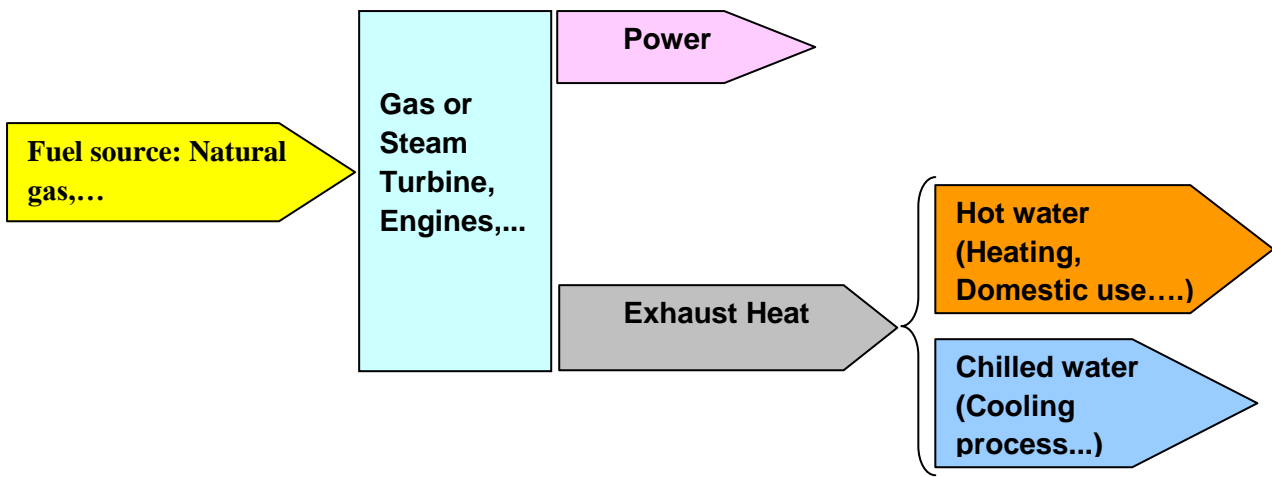 Power
Gas or
Steam
Turbine,
Engines,...
Fuel source: Natural
gas,…
Hot water
(Heating,
Domestic use….)
Exhaust Heat
Chilled water
(Cooling
process...)